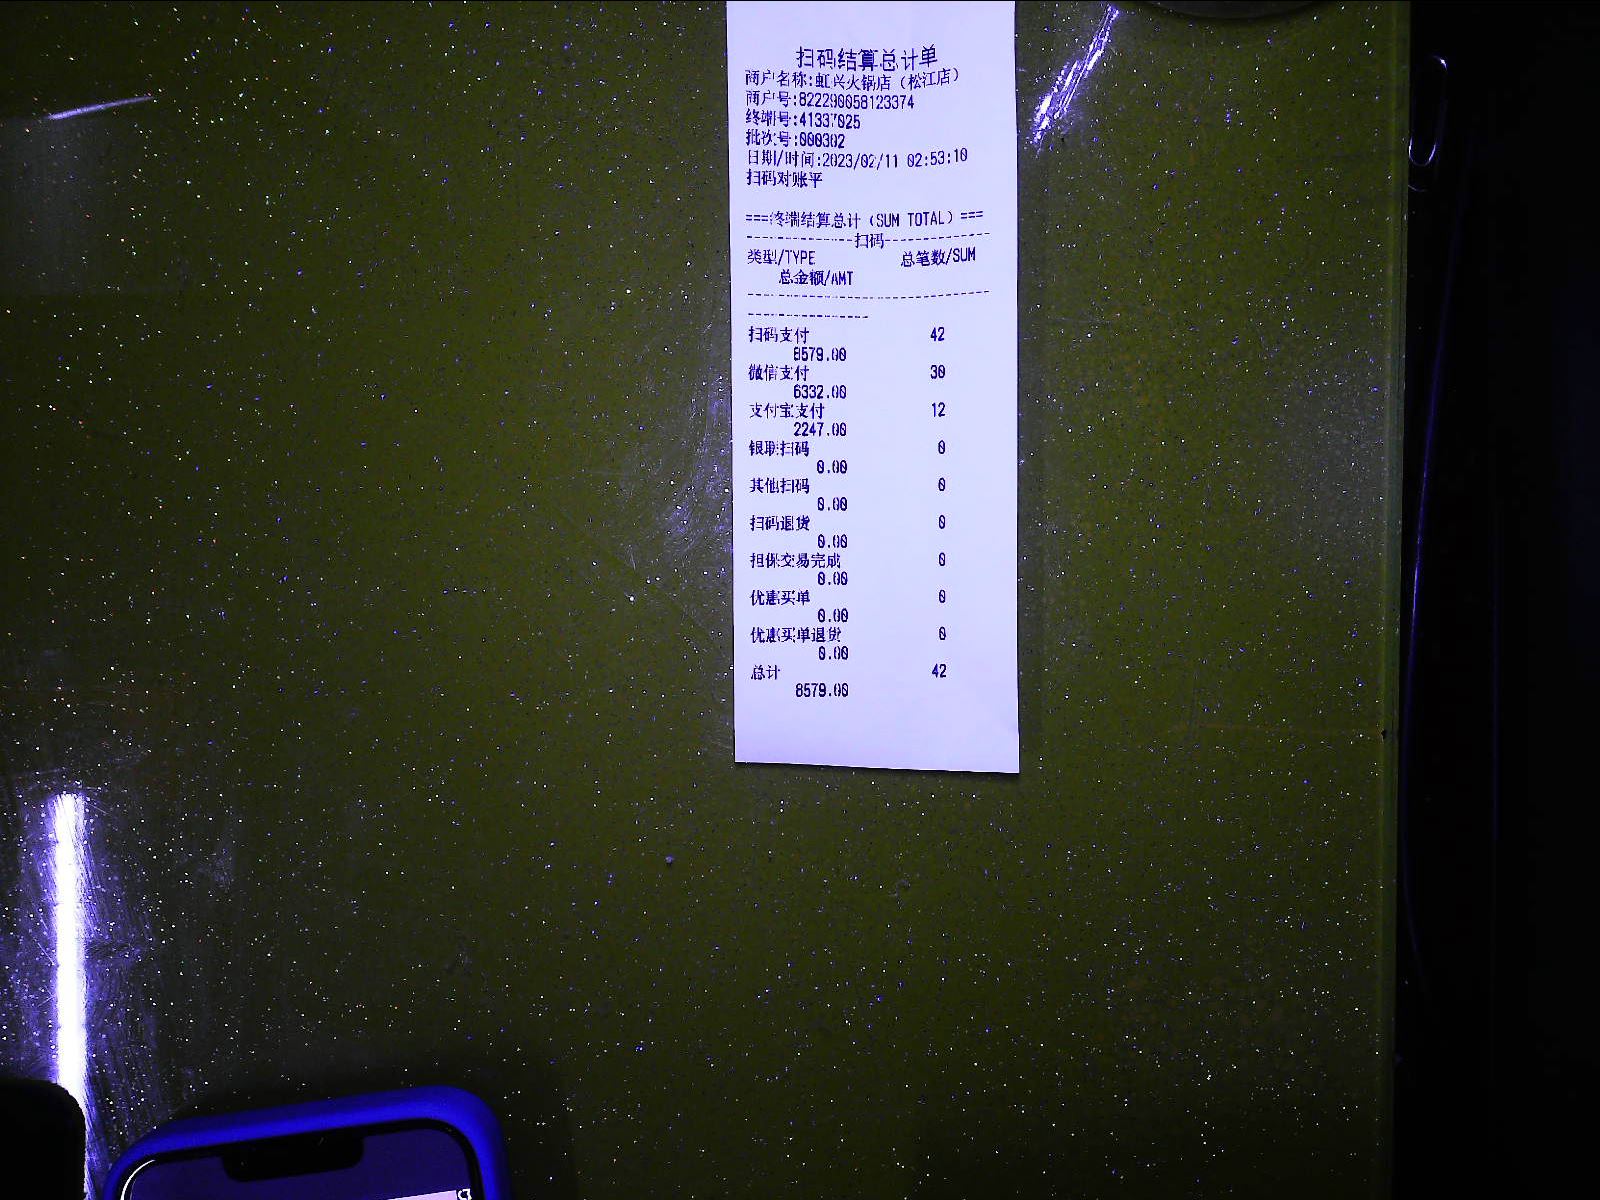 扫码结算总计单
商户名称:虹兴火锅店（松江店）
商户号:822290058123374
终端号:41337025
批次号:000302
日期/时间:2023/02/11 02:53:10
扫码对账平
===终端结算总计（SUM TOTAL）===
----------------扫码----------------
类型/TYPE 总笔数/SUM
总金额/AMT
--------------------------------
----------------
扫码支付 42
8579.00
微信支付 30
6332.00
支付宝支付 12
2247.00
银联扫码 0
0.00
其他扫码 0
0.00
扫码退货 0
0.00
担保交易完成 0
0.00
优惠买单 0
0.00
优惠买单退货 0
0.00
总计 42
8579.00